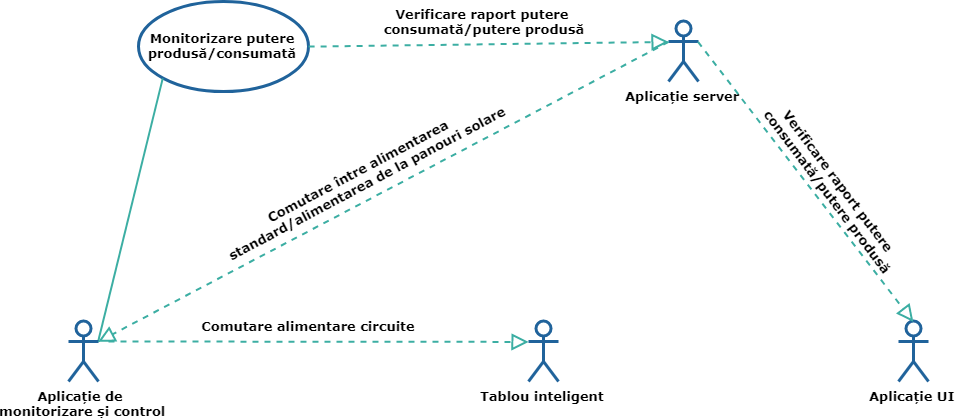 Monitorizare putere
produsă/consumată
Verificare raport putere
consumată/putere produsă
Aplicație server
Comutare între alimentarea
standard/alimentarea de la panouri solare
Verificare raport putere
consumată/putere produsă
Comutare alimentare circuite
Aplicație de
monitorizare și control
Tablou inteligent
Aplicație UI